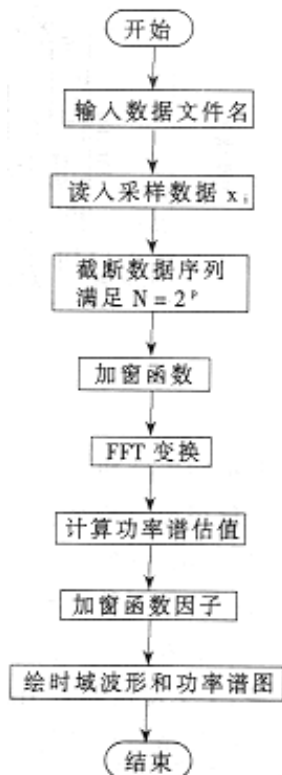 开始
输入数据文件名
读入采样数据 xᵢ
截断数据序列
满足 N = 2ᵖ
加窗函数
FFT 变换
计算功率谱估值
加窗函数因子
绘时域波形和功率谱图
结束